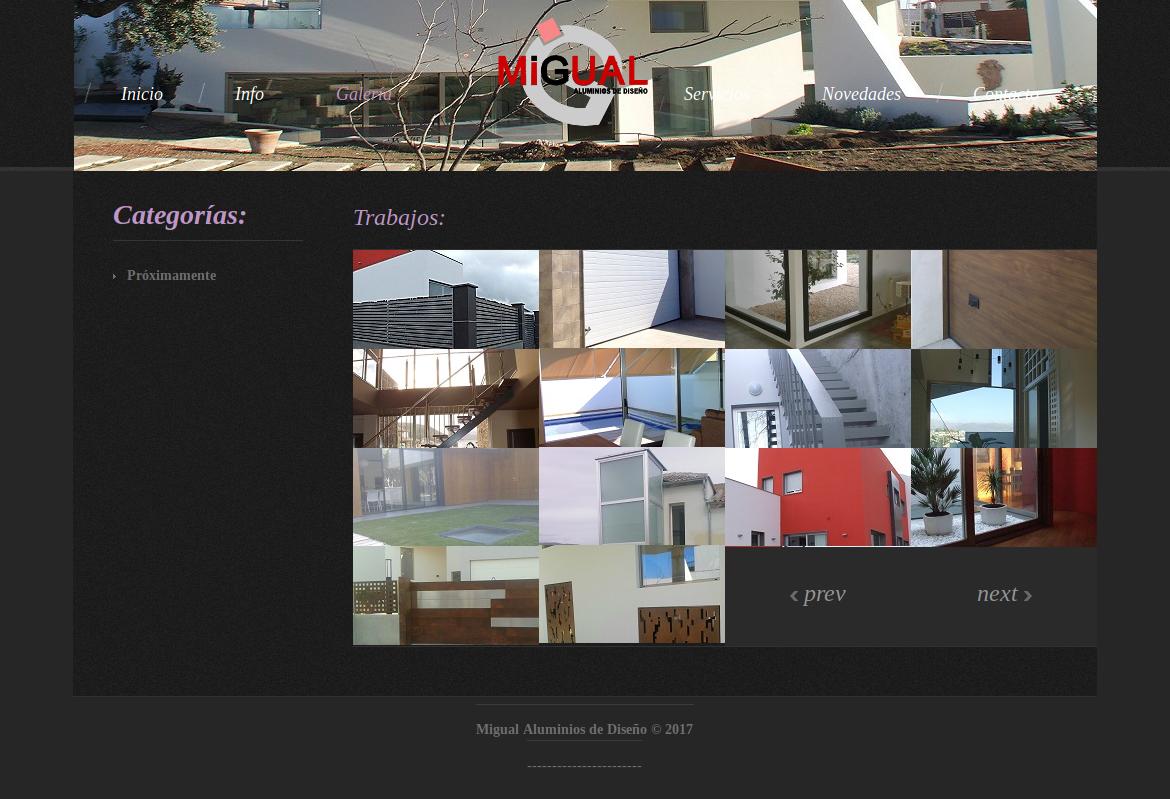 MiGUAL
ALUMINIOS DE DISEÑO
Inicio
Info
Galería
Servicios
Novedades
Contacto
Categorías:
Próximamente
Trabajos:
prev
next
Migual Aluminios de Diseño © 2017
-----------------------